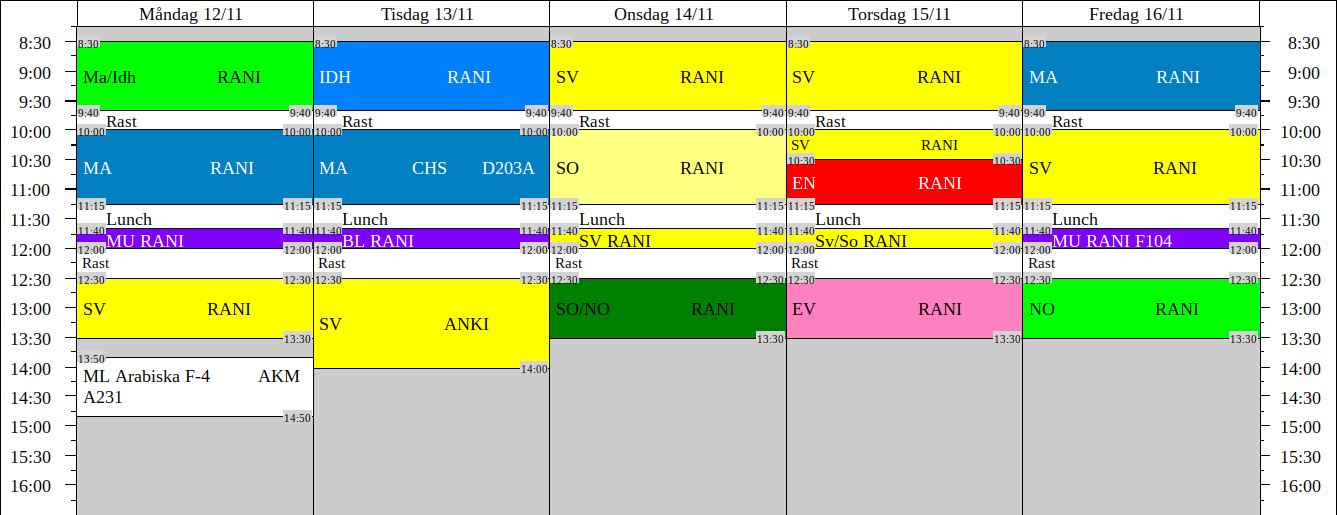 Måndag 12/11 Tisdag 13/11 Onsdag 14/11 Torsdag 15/11 Fredag 16/11
8:30 8:30 8:30 8:30 8:30 8:30 8:30
9:00 Ma/Idh RANI IDH RANI SV RANI SV RANI MA RANI 9:00
9:30 9:30
9:40 9:40 9:40 9:40 9:40 9:40 9:40 9:40 9:40 9:40
Rast Rast Rast Rast Rast
10:00 10:00 10:00 10:00 10:00 10:00 10:00 10:00 10:00 10:00 10:00 10:00
SV RANI
10:30 10:30 10:30 10:30
MA RANI MA CHS D203A SO RANI SV RANI
11:00 EN RANI 11:00
11:15 11:15 11:15 11:15 11:15 11:15 11:15 11:15 11:15 11:15
11:30 Lunch Lunch Lunch Lunch Lunch 11:30
11:40 11:40 11:40 11:40 11:40 11:40 11:40 11:40 11:40 11:40
MU RANI BL RANI SV RANI Sv/So RANI MU RANI F104
12:00 12:00 12:00 12:00 12:00 12:00 12:00 12:00 12:00 12:00 12:00 12:00
Rast Rast Rast Rast Rast
12:30 12:30 12:30 12:30 12:30 12:30 12:30 12:30 12:30 12:30 12:30 12:30
13:00 SV RANI SO/NO RANI EV RANI NO RANI 13:00
SV ANKI
13:30 13:30 13:30 13:30 13:30 13:30
13:50
14:00 14:00 14:00
ML Arabiska F-4 AKM
14:30 A231 14:30
14:50
15:00 15:00
15:30 15:30
16:00 16:00